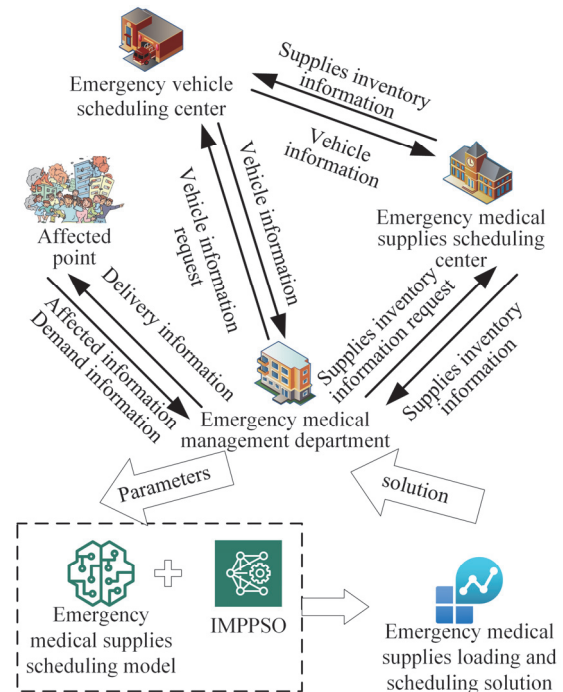 Emergency vehicle
scheduling center
Supplies inventory
information
Vehicle
information
Emergency medical
supplies scheduling
center
Affected
point
Vehicle information
request
Vehicle information
Delivery information
Affected information
Demand information
Supplies inventory
information request
Supplies inventory
information
Emergency medical
management department
Parameters
solution
Emergency
medical supplies
scheduling model
IMPPSO
Emergency medical
supplies loading and
scheduling solution